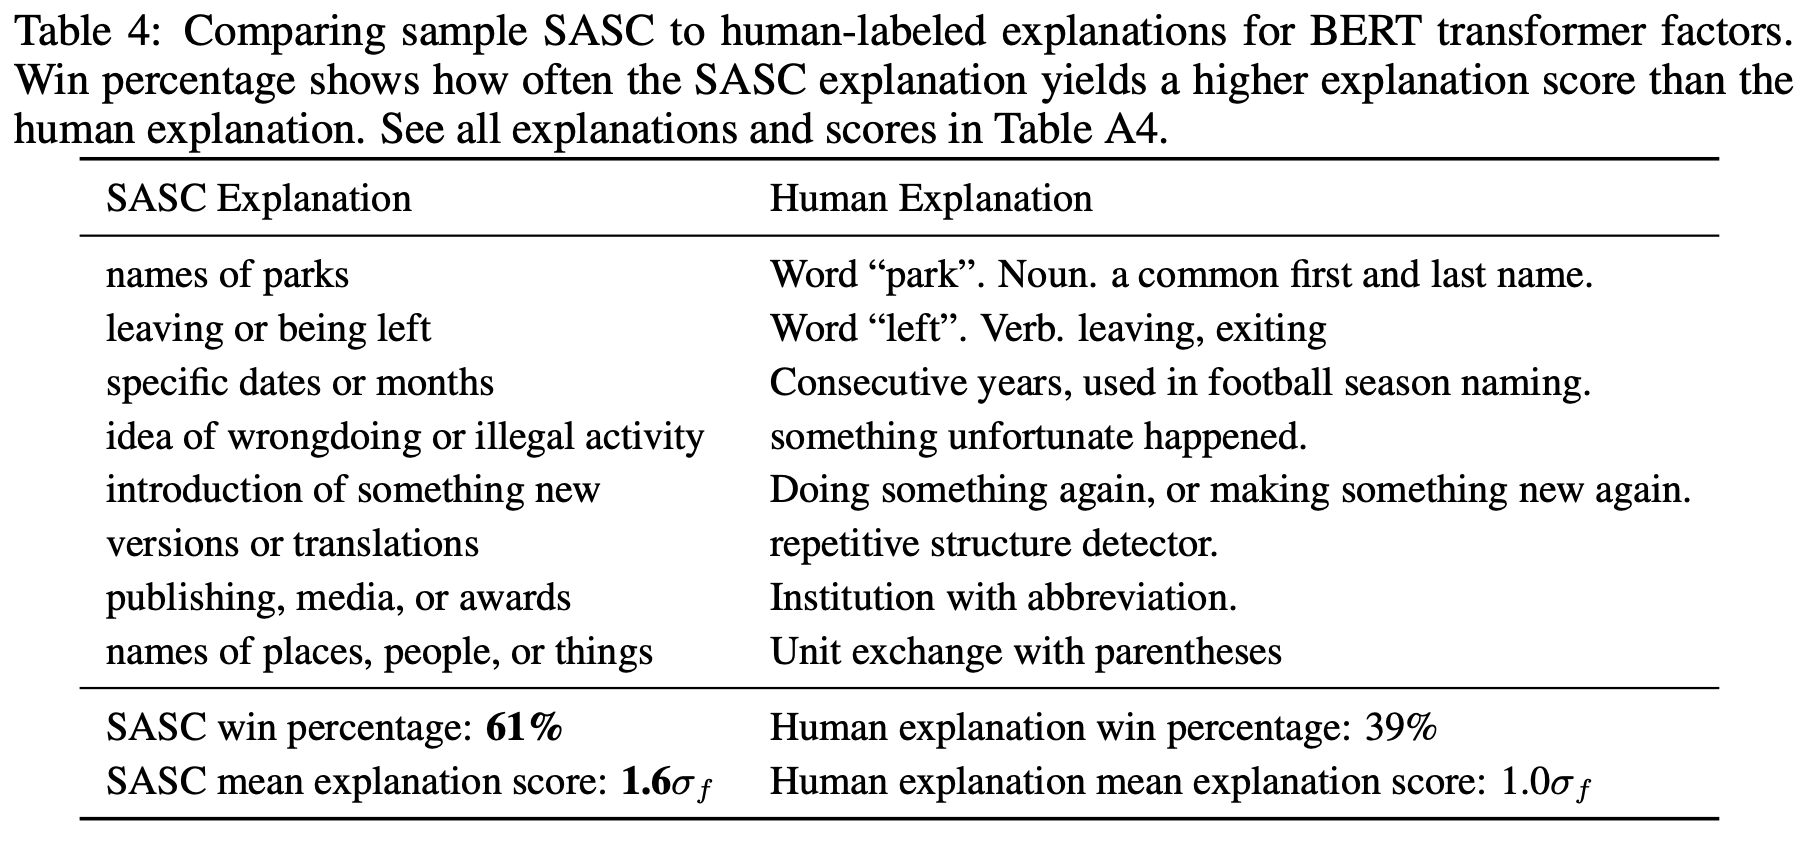 Table 4: Comparing sample SASC to human-labeled explanations for BERT transformer factors.
Win percentage shows how often the SASC explanation yields a higher explanation score than the
human explanation. See all explanations and scores in Table A4.
SASC Explanation Human Explanation
names of parks Word “park”. Noun. a common first and last name.
leaving or being left Word “left”. Verb. leaving, exiting
specific dates or months Consecutive years, used in football season naming.
idea of wrongdoing or illegal activity something unfortunate happened.
introduction of something new Doing something again, or making something new again.
versions or translations repetitive structure detector.
publishing, media, or awards Institution with abbreviation.
names of places, people, or things Unit exchange with parentheses
SASC win percentage: 61% Human explanation win percentage: 39%
SASC mean explanation score: 1.6σf Human explanation mean explanation score: 1.0σf